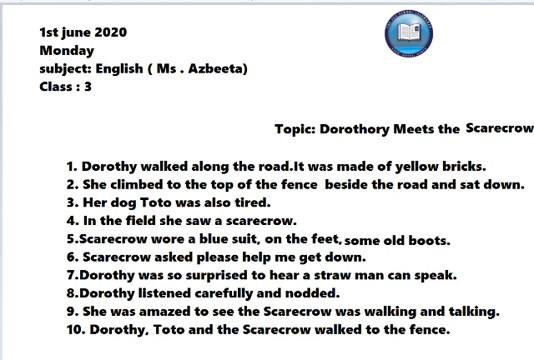 1st june 2020
Monday
subject: English ( Ms . Azbeeta)
Class : 3
Topic: Dorothory Meets the Scarecrow
1. Dorothy walked along the road.It was made of yellow bricks.
2. She climbed to the top of the fence beside the road and sat down.
3. Her dog Toto was also tired.
4. In the field she saw a scarecrow.
5.Scarecrow wore a blue suit, on the feet, some old boots.
6. Scarecrow asked please help me get down.
7.Dorothy was so surprised to hear a straw man can speak.
8.Dorothy listened carefully and nodded.
9. She was amazed to see the Scarecrow was walking and talking.
10. Dorothy, Toto and the Scarecrow walked to the fence.